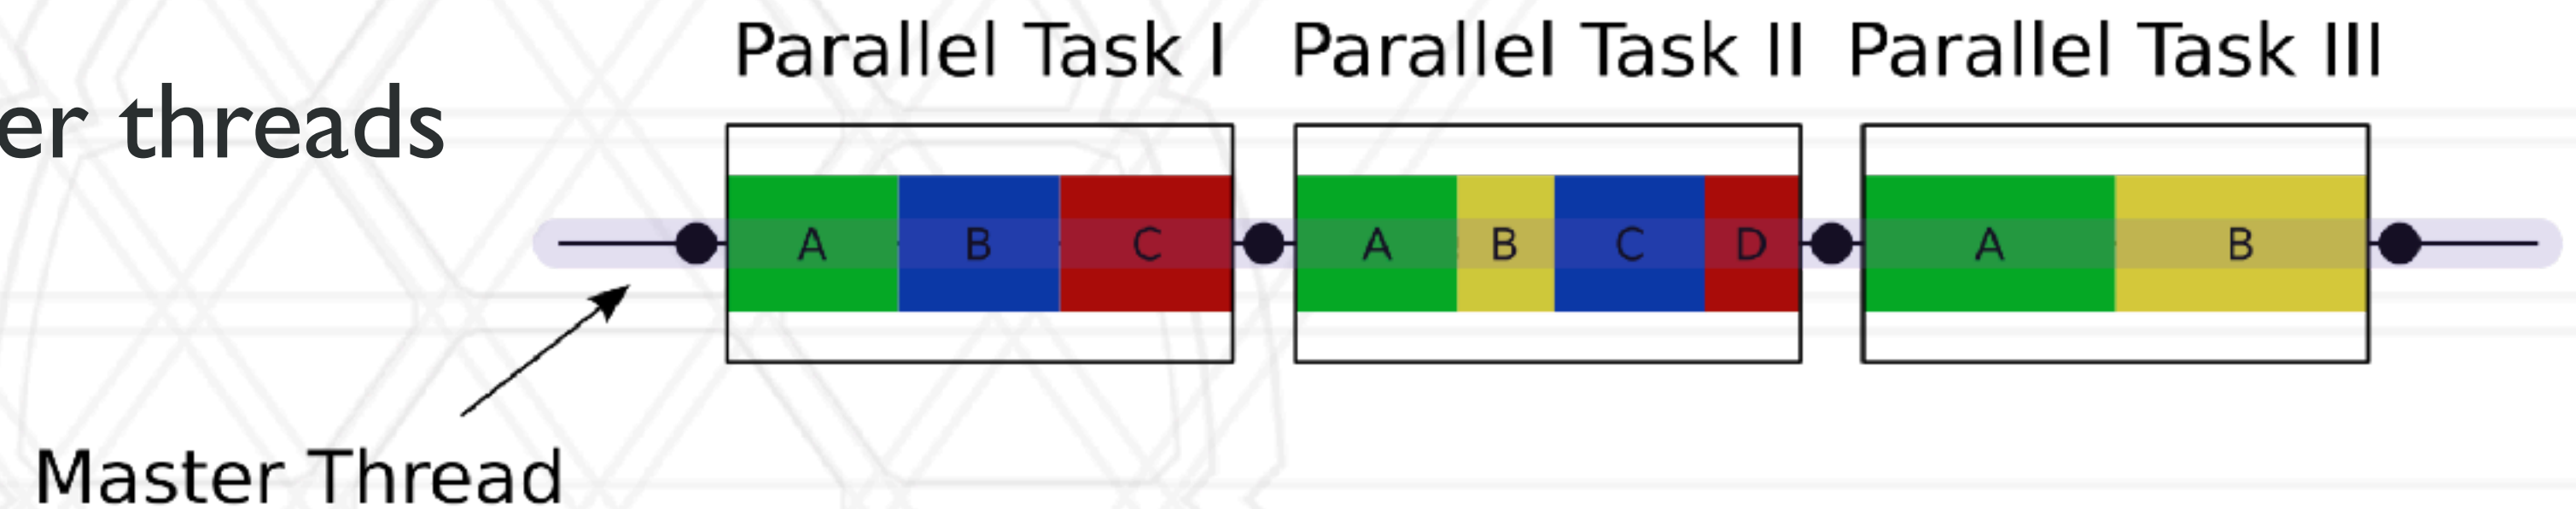 Parallel Task I Parallel Task II Parallel Task III
er threads
A B C A B C D A B
Master Thread